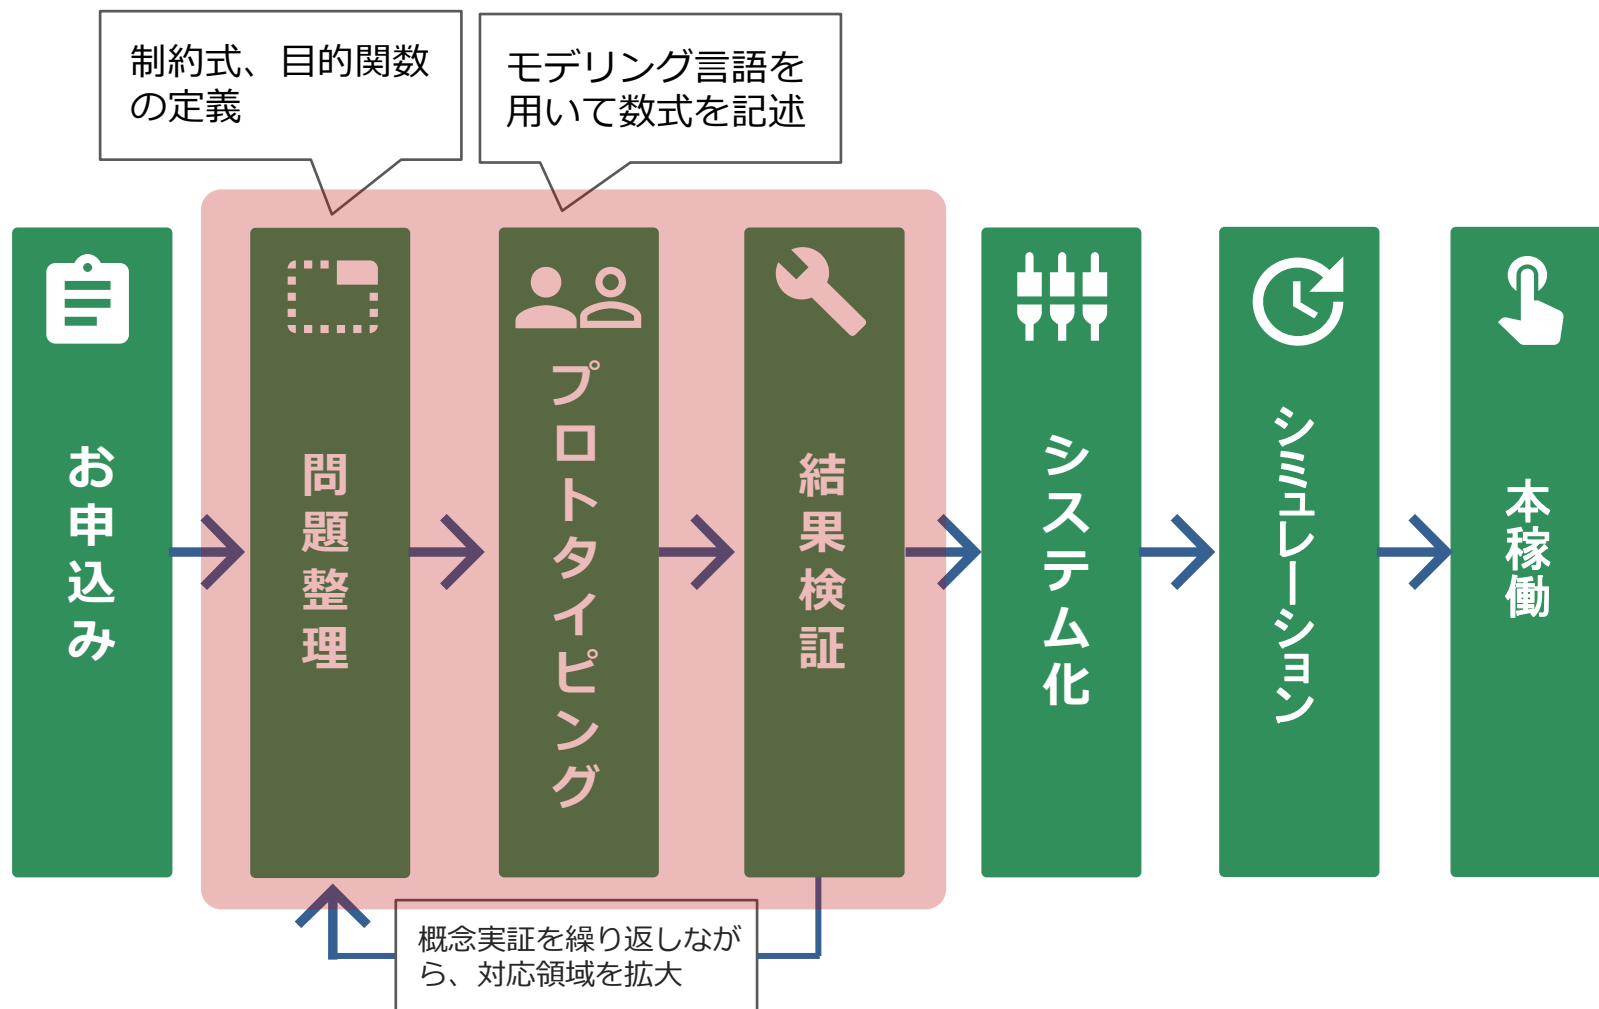 制約式、目的関数
の定義
モデリング言語を
用いて数式を記述
お申込み
問題整理
プロトタイピング
結果検証
システム化
シミュレーション
本稼働
概念実証を繰り返しなが
ら、対応領域を拡大